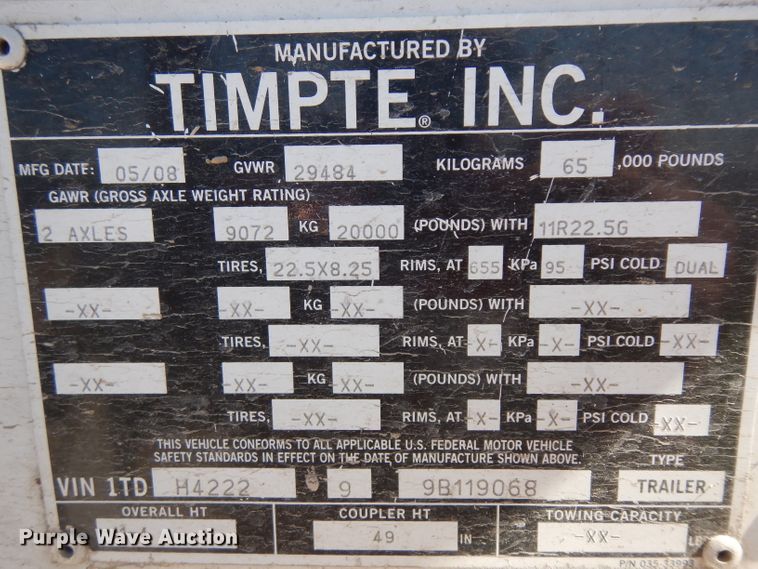 MANUFACTURED BY
TIMPTE® INC.
MFG DATE: 05/08 GVWR 29484 KILOGRAMS 65 ,000 POUNDS
GAWR (GROSS AXLE WEIGHT RATING)
2 AXLES 9072 KG 20000 (POUNDS) WITH 11R22.5G
TIRES, 22.5X8.25 RIMS, AT 655 KPa 95 PSI COLD DUAL
-XX- -XX- KG -XX- (POUNDS) WITH -XX-
TIRES, -XX- RIMS, AT -X- KPa -X- PSI COLD -XX-
-XX- -XX- KG -XX- (POUNDS) WITH -XX-
TIRES, -XX- RIMS, AT -X- KPa -X- PSI COLD -XX-
THIS VEHICLE CONFORMS TO ALL APPLICABLE U.S. FEDERAL MOTOR VEHICLE
SAFETY STANDARDS IN EFFECT ON THE DATE OF MANUFACTURE SHOWN ABOVE. TYPE
VIN 1TD H4222 9 9B119068 TRAILER
OVERALL HT COUPLER HT TOWING CAPACITY
49 IN -XX-
P/N 035-33993
Purple Wave Auction